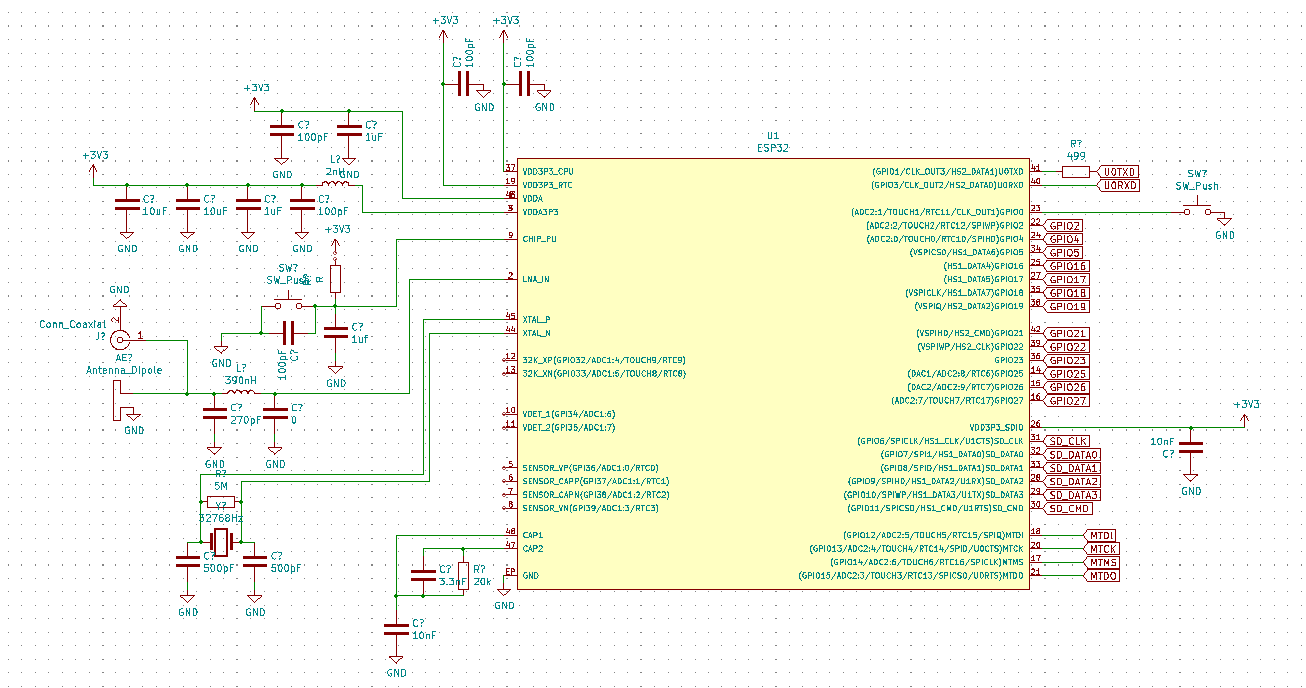 +3V3
+3V3
C?
100pF
C?
100pF
GND
GND
+3V3
C?
100pF
C?
1uF
GND
GND
+3V3
L?
2nH
C?
10uF
C?
10uF
C?
1uF
C?
100pF
GND
GND
GND
GND
+3V3
SW?
SW_Push
R?
R
GND
100pF
C?
C?
1uf
GND
GND
2
Conn_Coaxial
J?
1
AE?
Antenna_Dipole
GND
L?
390nH
C?
270pF
C?
0
GND
GND
R?
5M
Y?
32768Hz
C?
500pF
C?
500pF
GND
GND
C?
3.3nF
R?
20k
C?
10nF
GND
GND
U1
ESP32
37
VDD3P3_CPU
19
VDD3P3_RTC
VDDA
3
VDDA3P3
9
CHIP_PU
2
LNA_IN
45
XTAL_P
44
XTAL_N
12
32K_XP(GPIO32/ADC1:4/TOUCH9/RTC9)
13
32K_XN(GPIO33/ADC1:5/TOUCH8/RTC8)
10
VDET_1(GPI34/ADC1:6)
11
VDET_2(GPI35/ADC1:7)
5
SENSOR_VP(GPI36/ADC1:0/RTC0)
6
SENSOR_CAPP(GPI37/ADC1:1/RTC1)
7
SENSOR_CAPN(GPI38/ADC1:2/RTC2)
8
SENSOR_VN(GPI39/ADC1:3/RTC3)
48
CAP1
47
CAP2
EP
GND
(GPIO1/CLK_OUT3/HS2_DATA1)U0TXD
41
R?
499
U0TXD
(GPIO3/CLK_OUT2/HS2_DATA0)U0RXD
40
U0RXD
SW?
SW_Push
GND
(ADC2:1/TOUCH1/RTC11/CLK_OUT1)GPIO0
23
(ADC2:2/TOUCH2/RTC12/SPIWP)GPIO2
22
GPIO2
(ADC2:0/TOUCH0/RTC10/SPIHD)GPIO4
24
GPIO4
(VSPICS0/HS1_DATA6)GPIO5
34
GPIO5
(HS1_DATA4)GPIO16
25
GPIO16
(HS1_DATA5)GPIO17
27
GPIO17
(VSPICLK/HS1_DATA7)GPIO18
35
GPIO18
(VSPIQ/HS2_DATA2)GPIO19
38
GPIO19
(VSPIHD/HS2_CMD)GPIO21
42
GPIO21
(VSPIWP/HS2_CLK)GPIO22
39
GPIO22
GPIO23
36
GPIO23
(DAC1/ADC2:8/RTC6)GPIO25
14
GPIO25
(DAC2/ADC2:9/RTC7)GPIO26
15
GPIO26
(ADC2:7/TOUCH7/RTC17)GPIO27
16
GPIO27
VDD3P3_SDIO
26
+3V3
10nF
C?
GND
(GPIO6/SPICLK/HS1_CLK/U1CTS)SD_CLK
31
SD_CLK
(GPIO7/SPI1/HS1_DATA0)SD_DATA0
32
SD_DATA0
(GPIO8/SPID/HS1_DATA1)SD_DATA1
33
SD_DATA1
(GPIO9/SPIHD/HS1_DATA2/U1RX)SD_DATA2
28
SD_DATA2
(GPIO10/SPIWP/HS1_DATA3/U1TX)SD_DATA3
29
SD_DATA3
(GPIO11/SPICS0/HS1_CMD/U1RTS)SD_CMD
30
SD_CMD
(GPIO12/ADC2:5/TOUCH5/RTC15/SPIQ)MTDI
18
MTDI
(GPIO13/ADC2:4/TOUCH4/RTC14/SPID/U0CTS)MTCK
20
MTCK
(GPIO14/ADC2:6/TOUCH6/RTC16/SPICLK)MTMS
17
MTMS
(GPIO15/ADC2:3/TOUCH3/RTC13/SPICS0/U0RTS)MTDO
21
MTDO